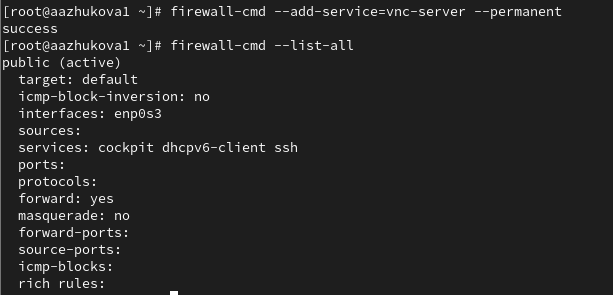 [root@aazhukova1 ~]# firewall-cmd --add-service=vnc-server --permanent
success
[root@aazhukova1 ~]# firewall-cmd --list-all
public (active)
  target: default
  icmp-block-inversion: no
  interfaces: enp0s3
  sources:
  services: cockpit dhcpv6-client ssh
  ports:
  protocols:
  forward: yes
  masquerade: no
  forward-ports:
  source-ports:
  icmp-blocks:
  rich rules: